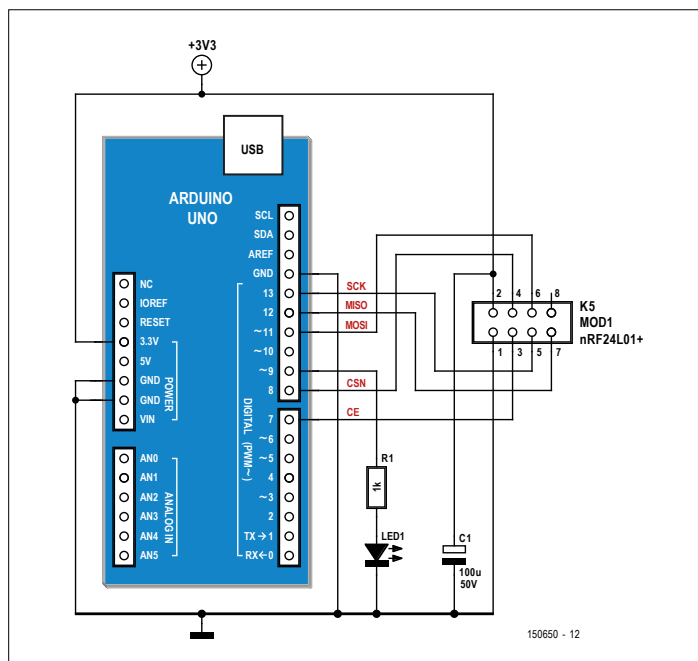 +3V3
USB
ARDUINO
UNO
SCL
SDA
AREF
GND
13
12
~11
~10
~9
8
7
~6
~5
4
~3
2
TX→1
RX←0
DIGITAL (PWM~)
NC
IOREF
RESET
3.3V
5V
GND
GND
VIN
POWER
AN0
AN1
AN2
AN3
AN4
AN5
ANALOG IN
SCK
MISO
MOSI
CSN
CE
2 4 6 8
1 3 5 7
K5
MOD1
nRF24L01+
R1
1k
LED1
C1
100u
50V
150650 - 12